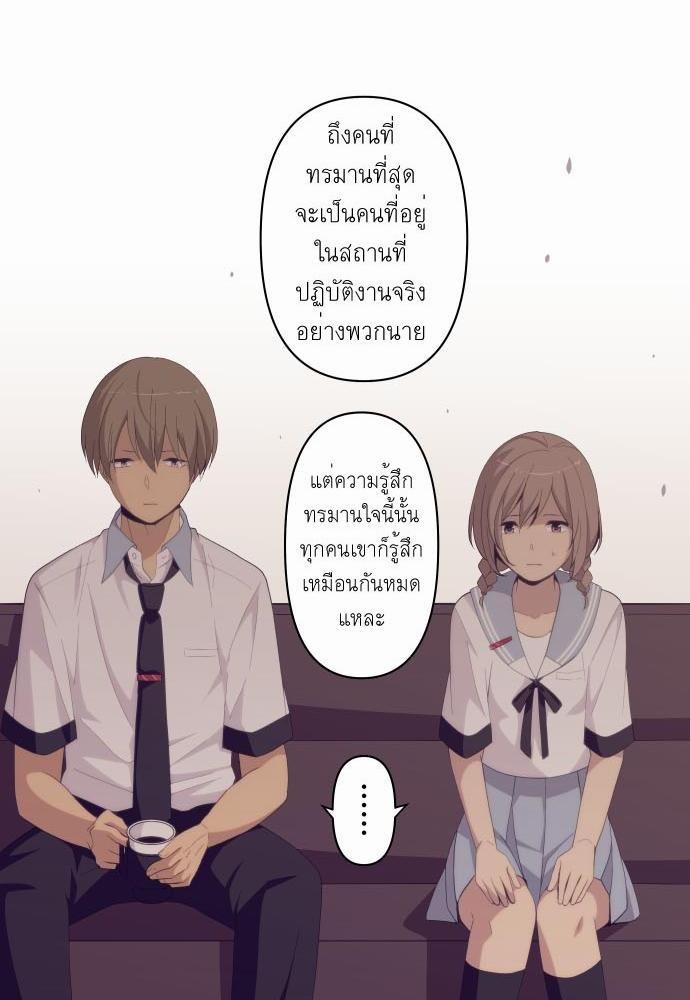 ถึงคนที่
ทรมานที่สุด
จะเป็นคนที่อยู่
ในสถานที่
ปฏิบัติงานจริง
อย่างพวกนาย
แต่ความรู้สึก
ทรมานใจนี้นั้น
ทุกคนเขาก็รู้สึก
เหมือนกันหมด
แหละ
......